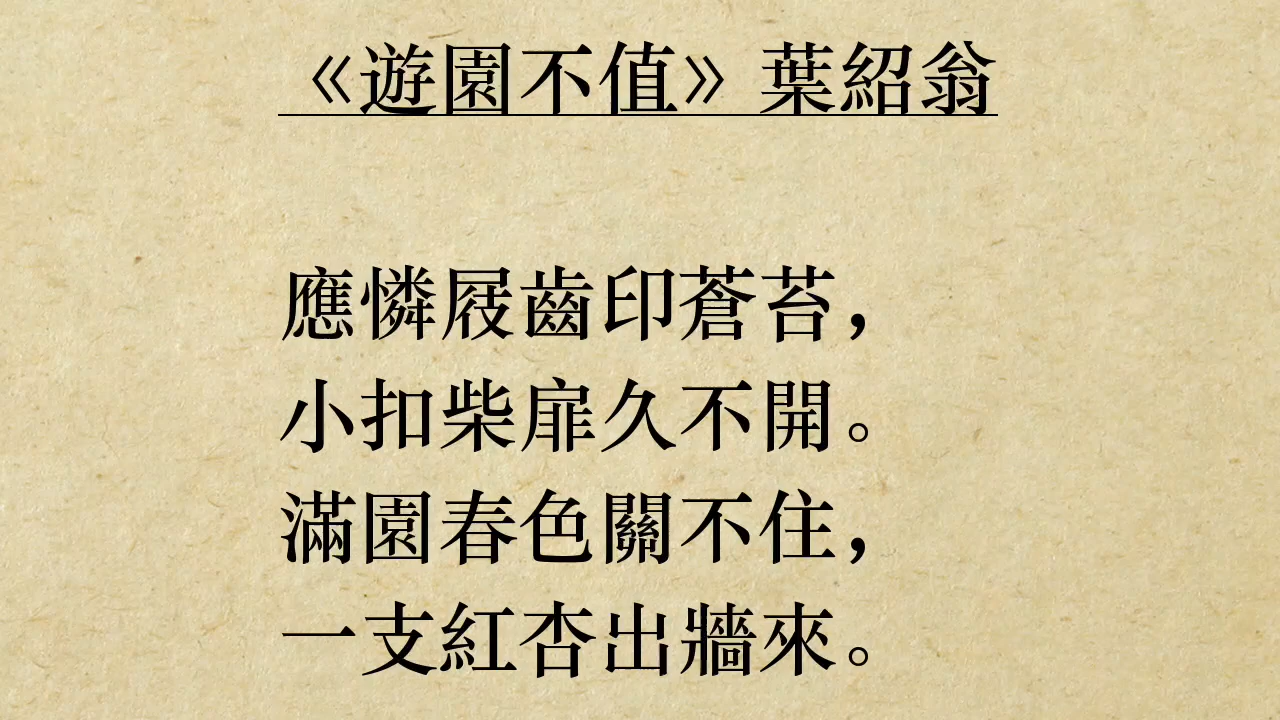 《遊園不值》葉紹翁
應憐屐齒印蒼苔，
小扣柴扉久不開。
滿園春色關不住，
一支紅杏出牆來。